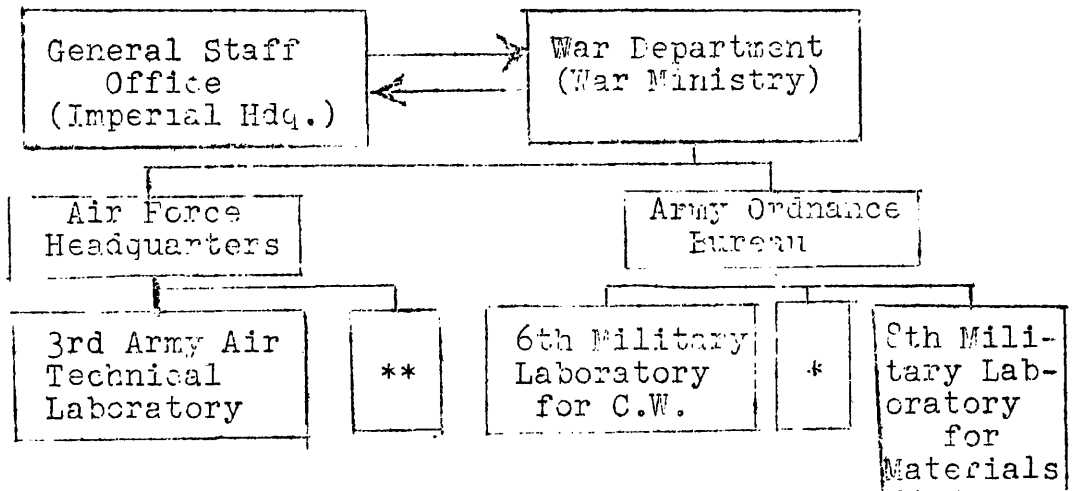 General Staff
Office
(Imperial Hdq.)
War Department
(War Ministry)
Air Force
Headquarters
Army Ordnance
Bureau
3rd Army Air
Technical
Laboratory
**
6th Military
Laboratory
for C.W.
*
8th Mili-
tary Lab-
oratory
for
Materials